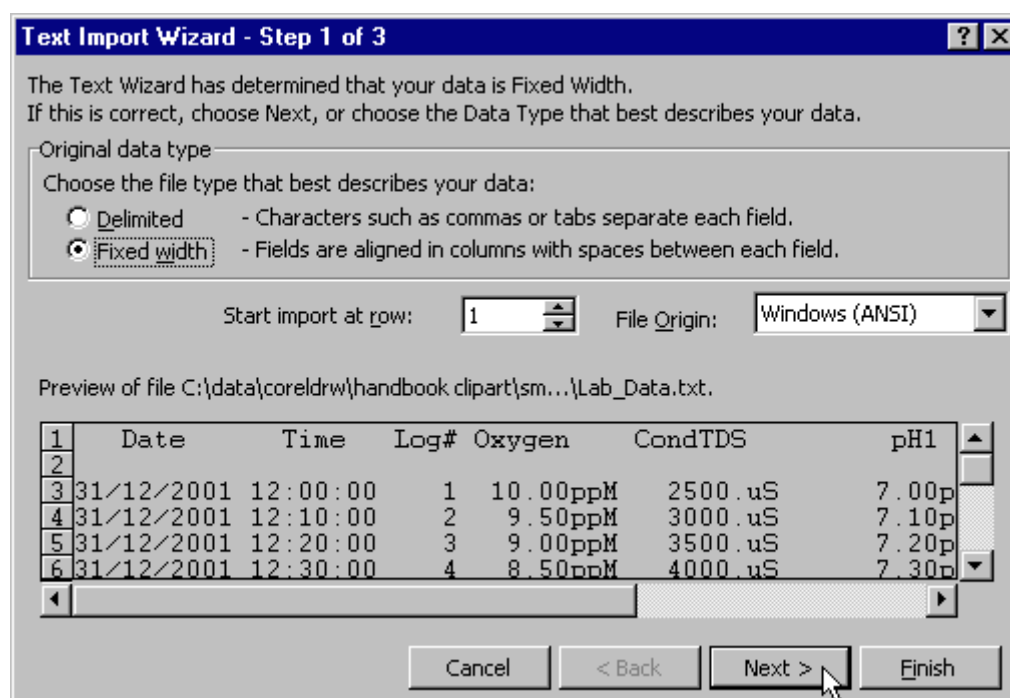 Text Import Wizard - Step 1 of 3
The Text Wizard has determined that your data is Fixed Width.
If this is correct, choose Next, or choose the Data Type that best describes your data.
Original data type
Choose the file type that best describes your data:
Delimited - Characters such as commas or tabs separate each field.
Fixed width - Fields are aligned in columns with spaces between each field.
Start import at row: 1 File Origin: Windows (ANSI)
Preview of file C:\data\coreldrw\handbook clipart\sm...\Lab_Data.txt.
1 Date Time Log# Oxygen CondTDS pH1
2
3 31/12/2001 12:00:00 1 10.00ppM 2500.uS 7.00p
4 31/12/2001 12:10:00 2 9.50ppM 3000.uS 7.10p
5 31/12/2001 12:20:00 3 9.00ppM 3500.uS 7.20p
6 31/12/2001 12:30:00 4 8.50ppM 4000.uS 7.30p
Cancel < Back Next > Finish